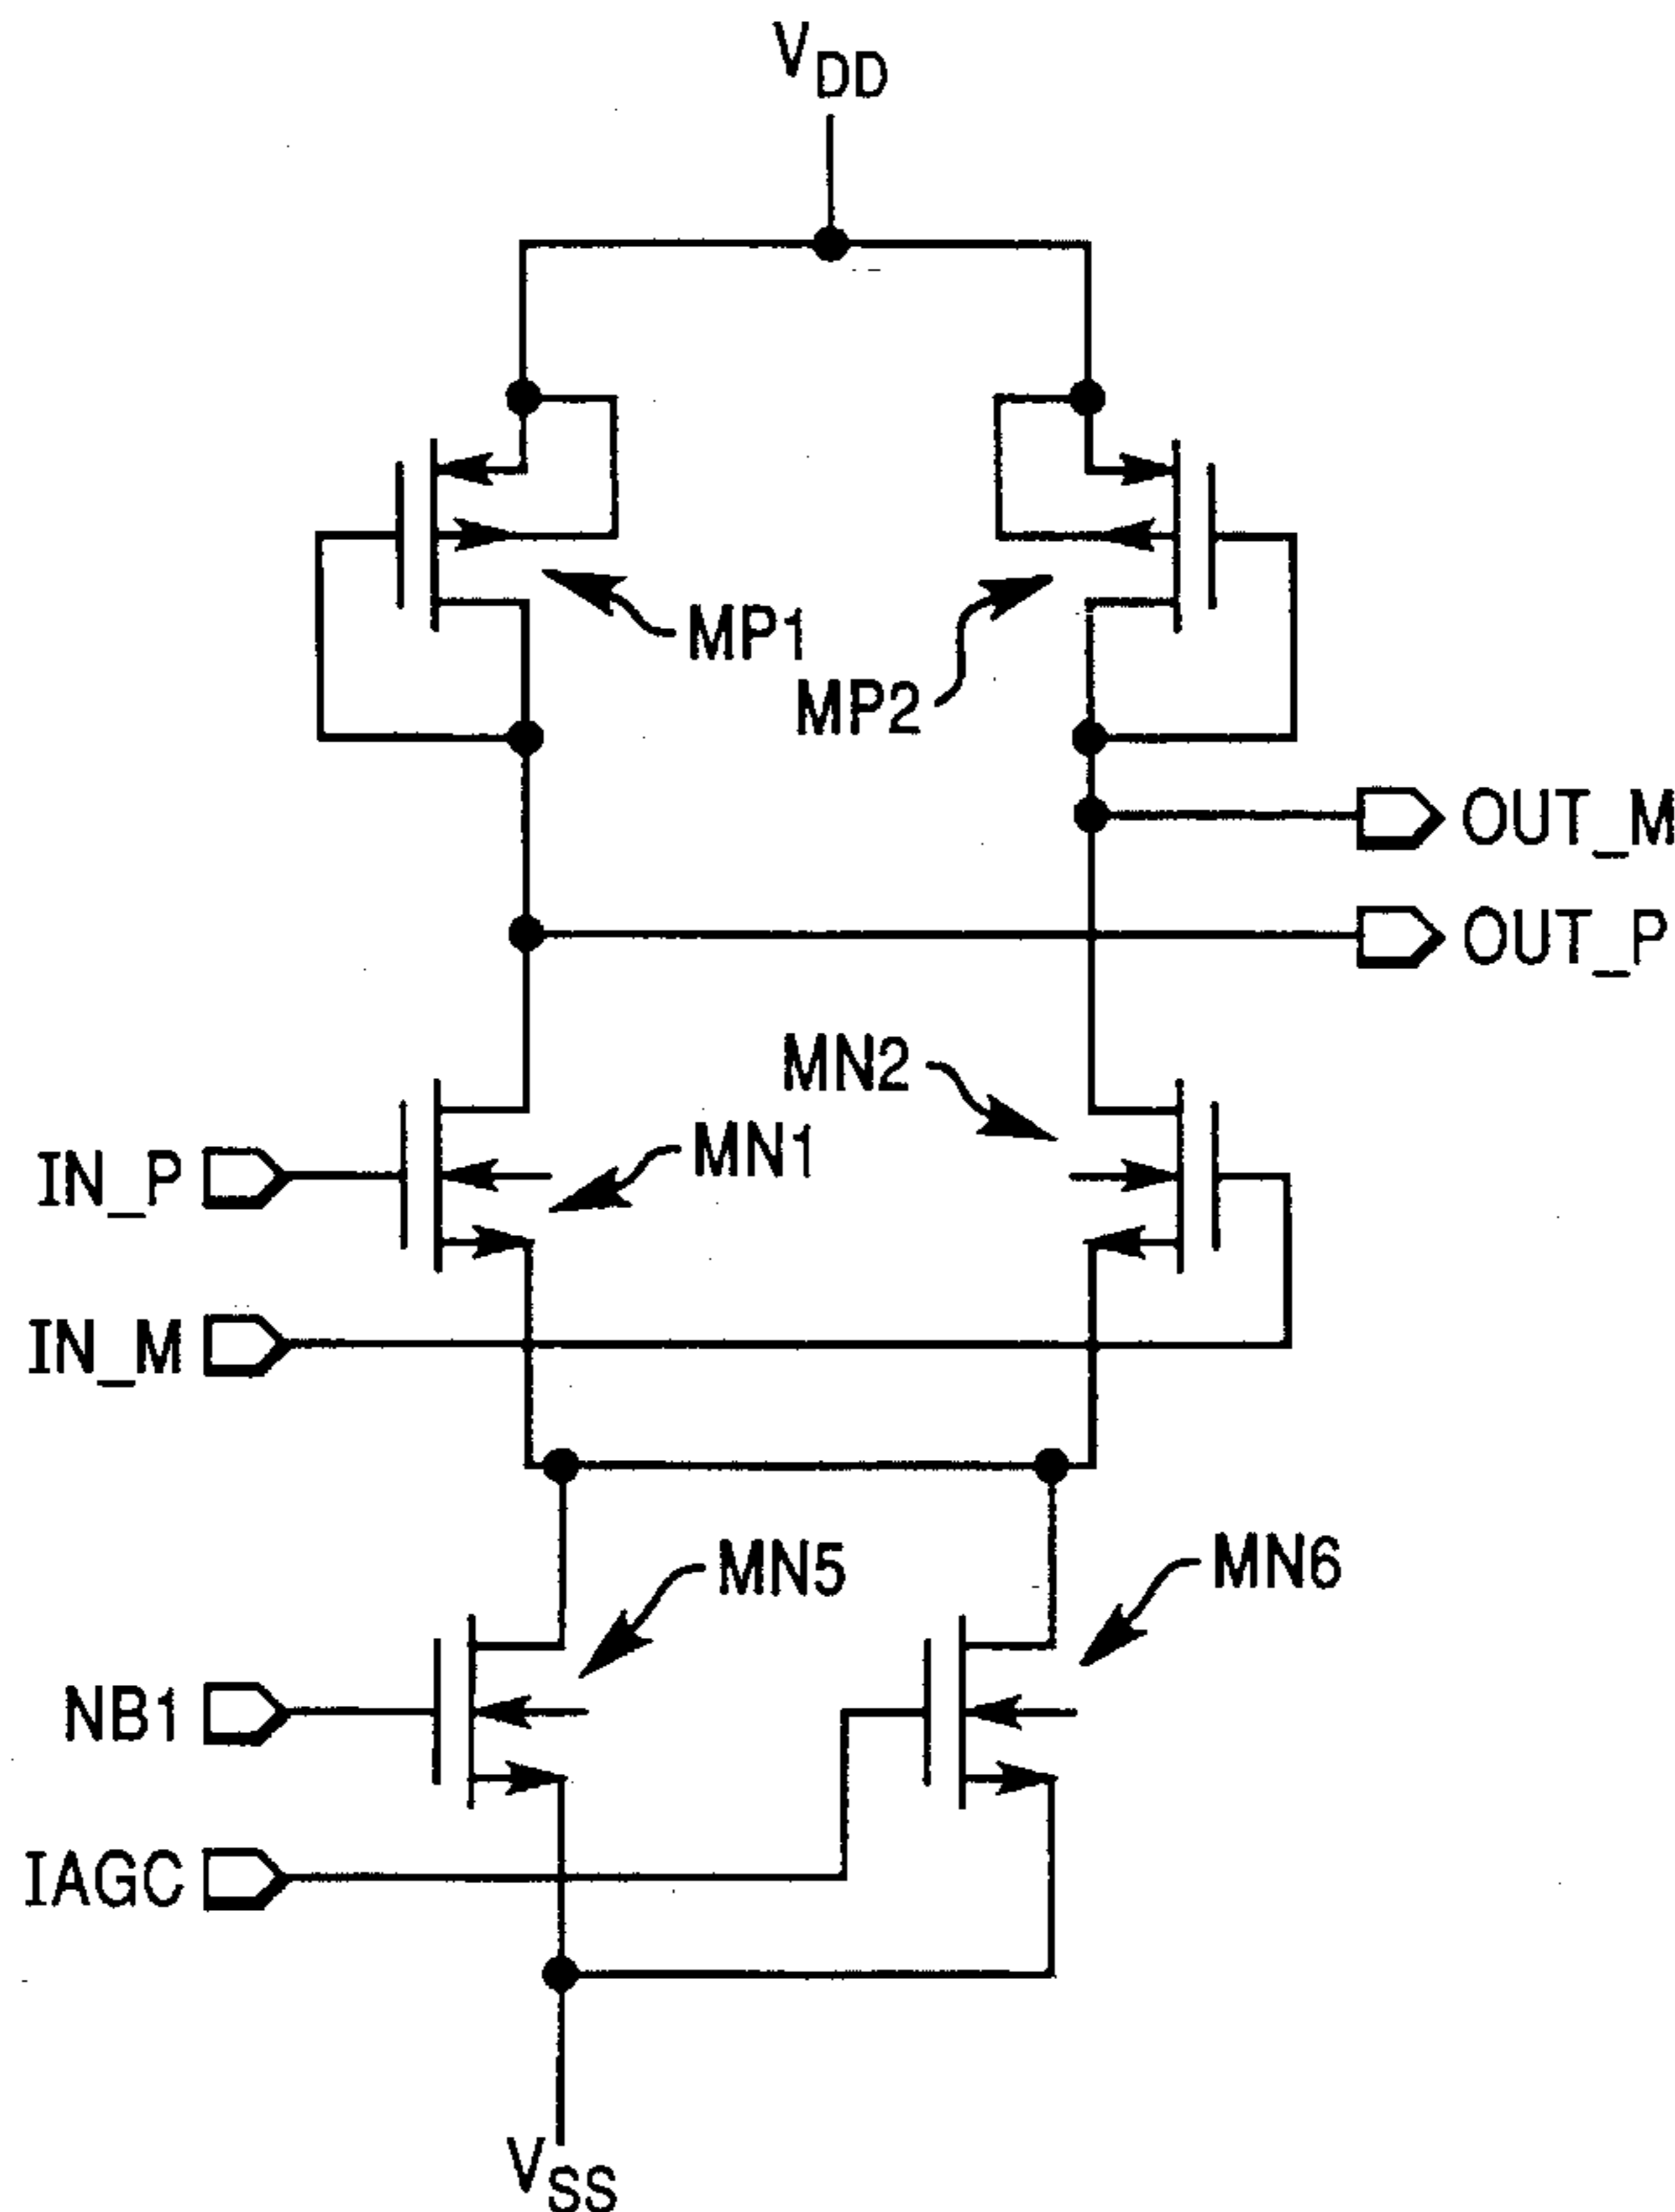 VDD
MP1
MP2
OUT_M
OUT_P
MN2
MN1
IN_P
IN_M
MN5
MN6
NB1
IAGC
VSS